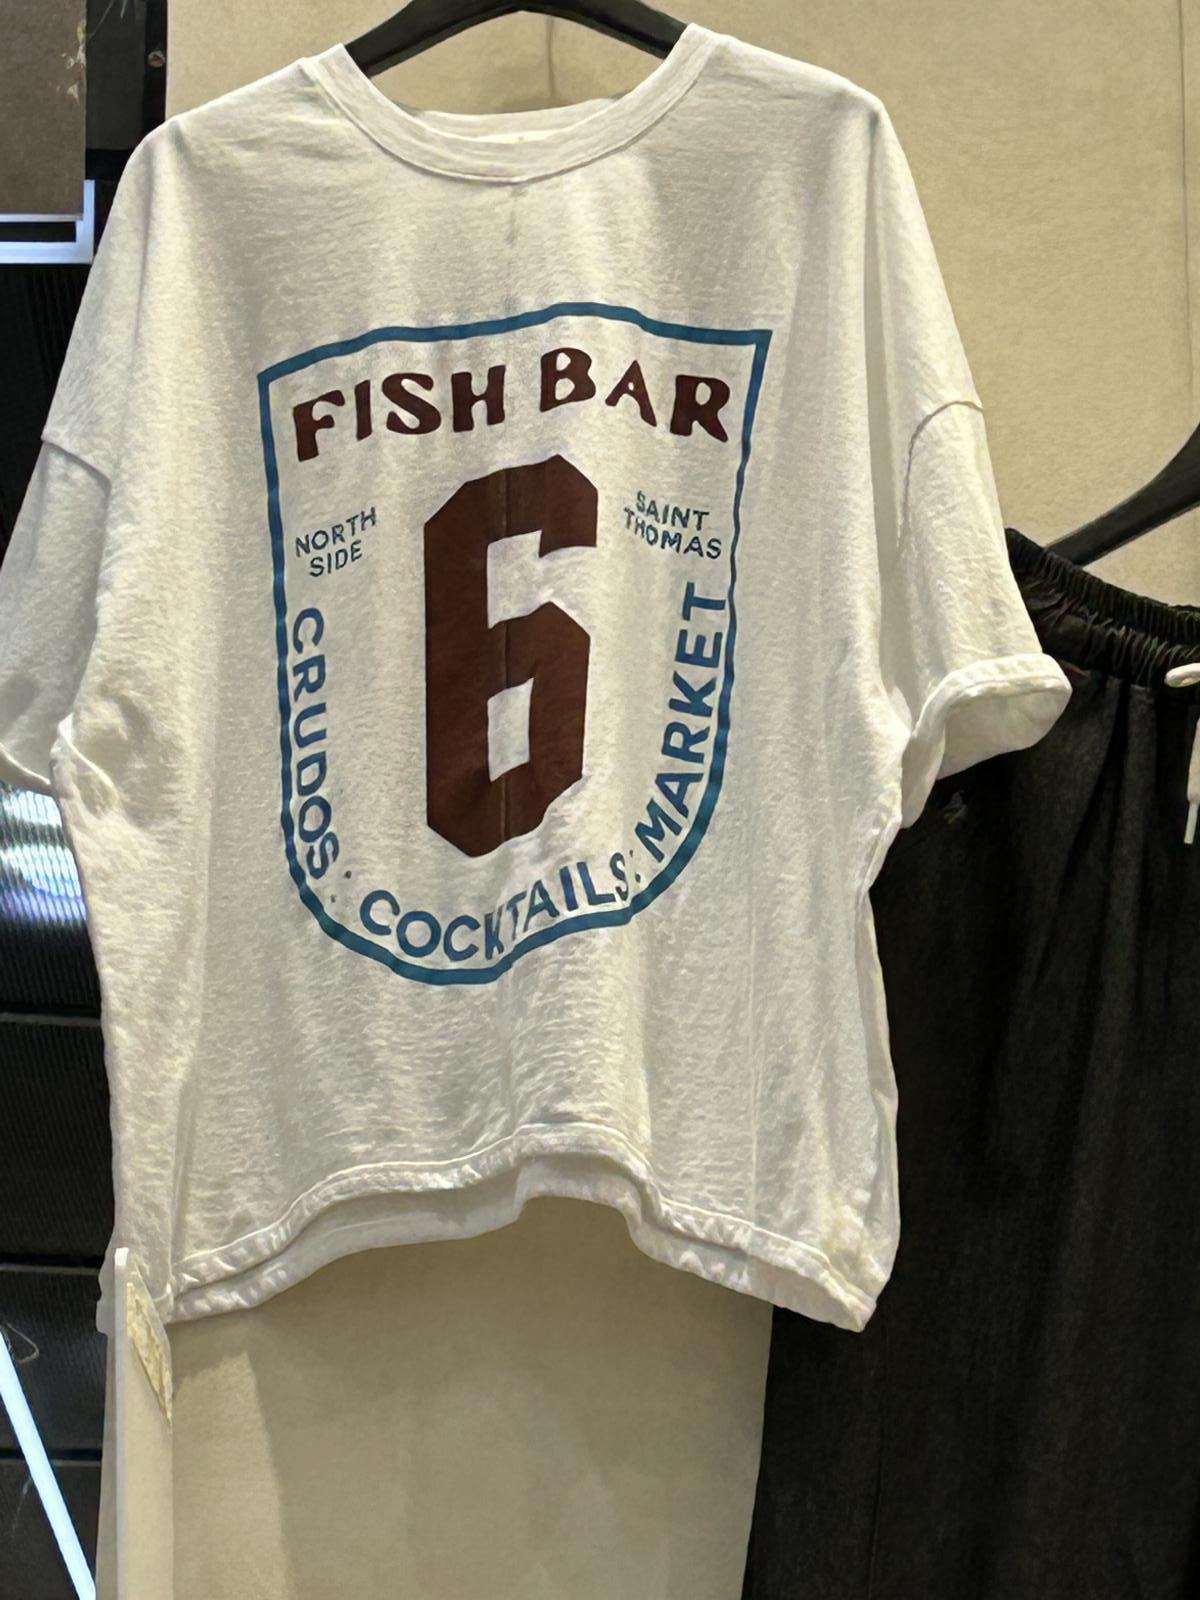 FISH BAR
6
NORTH
SIDE
SAINT
THOMAS
CRUDOS · COCKTAILS · MARKET